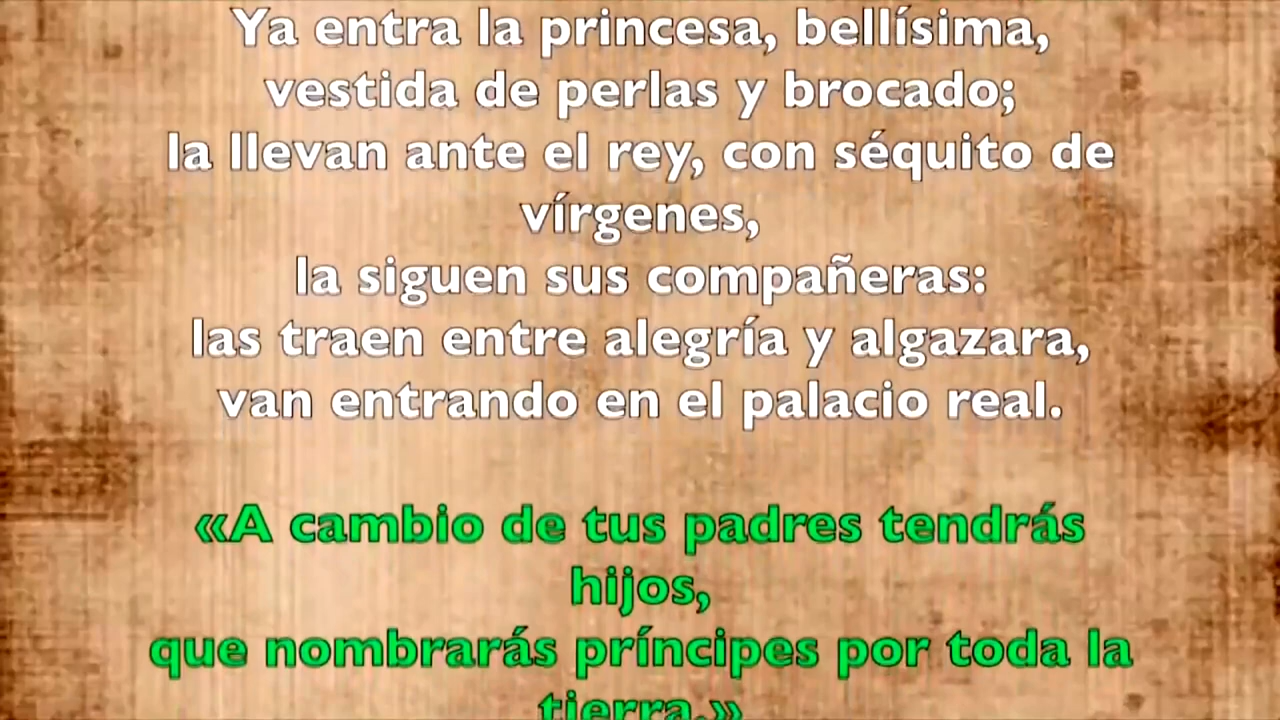 Ya entra la princesa, bellísima,
vestida de perlas y brocado;
la llevan ante el rey, con séquito de
vírgenes,
la siguen sus compañeras:
las traen entre alegría y algazara,
van entrando en el palacio real.
«A cambio de tus padres tendrás
hijos,
que nombrarás príncipes por toda la
tierra.»